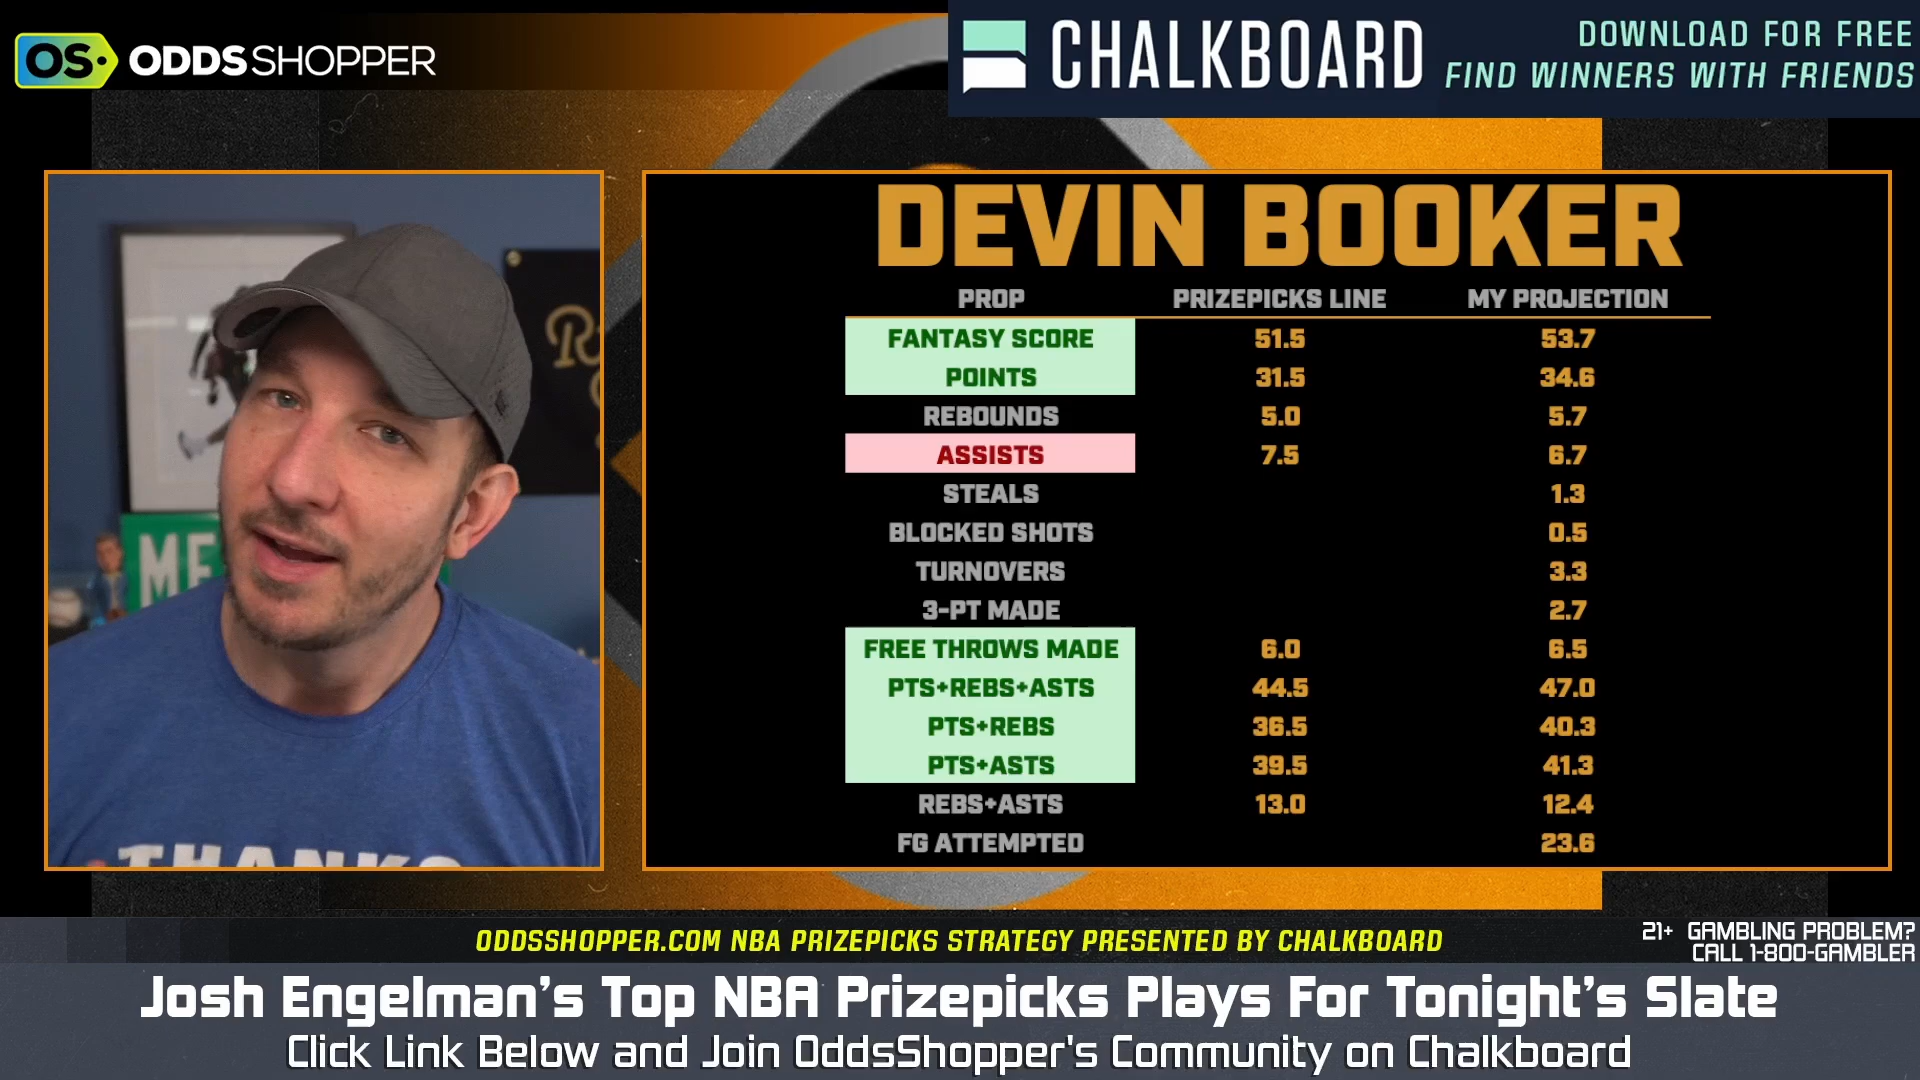 OS ODDSSHOPPER
CHALKBOARD
DOWNLOAD FOR FREE
FIND WINNERS WITH FRIENDS
DEVIN BOOKER
PROP PRIZEPICKS LINE MY PROJECTION
FANTASY SCORE 51.5 53.7
POINTS 31.5 34.6
REBOUNDS 5.0 5.7
ASSISTS 7.5 6.7
STEALS 1.3
BLOCKED SHOTS 0.5
TURNOVERS 3.3
3-PT MADE 2.7
FREE THROWS MADE 6.0 6.5
PTS+REBS+ASTS 44.5 47.0
PTS+REBS 36.5 40.3
PTS+ASTS 39.5 41.3
REBS+ASTS 13.0 12.4
FG ATTEMPTED 23.6
ODDSSHOPPER.COM NBA PRIZEPICKS STRATEGY PRESENTED BY CHALKBOARD
21+ GAMBLING PROBLEM?
CALL 1-800-GAMBLER
Josh Engelman's Top NBA Prizepicks Plays For Tonight's Slate
Click Link Below and Join OddsShopper's Community on Chalkboard